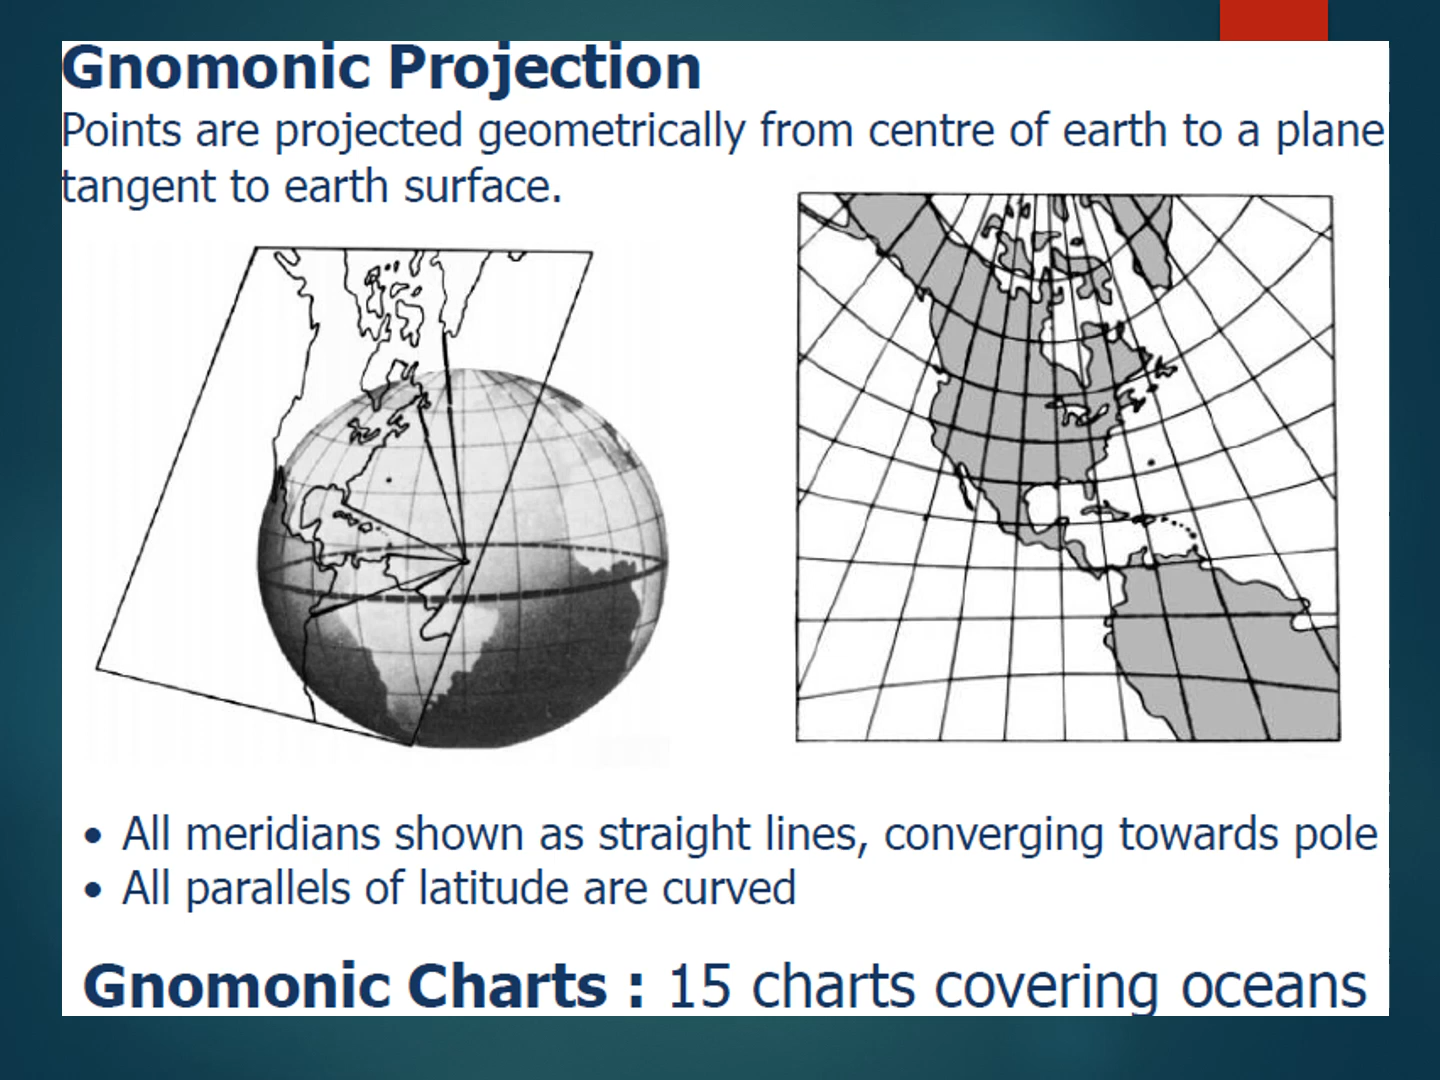 Gnomonic Projection
Points are projected geometrically from centre of earth to a plane
tangent to earth surface.
• All meridians shown as straight lines, converging towards pole
• All parallels of latitude are curved
Gnomonic Charts : 15 charts covering oceans